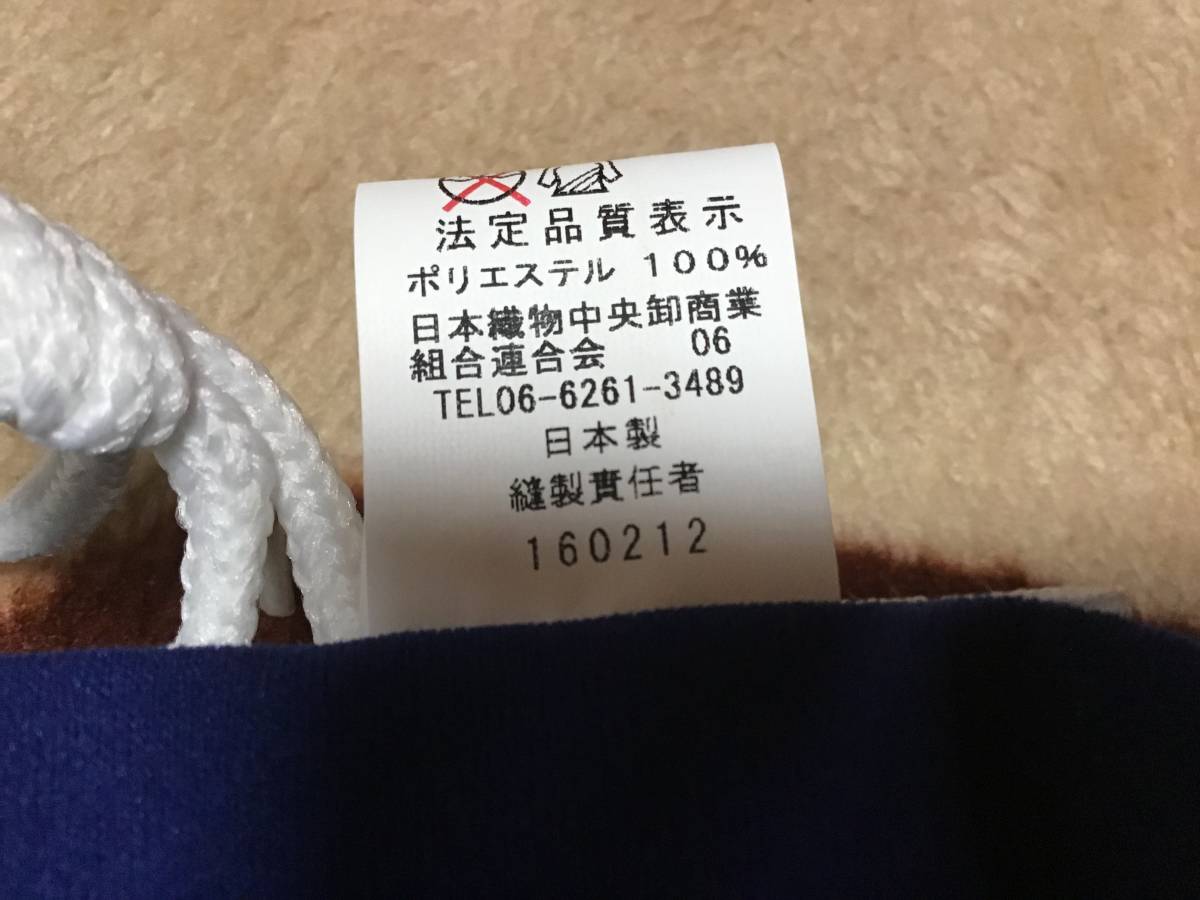 法定品質表示
ポリエステル １００％
日本織物中央卸商業
組合連合会 06
TEL06-6261-3489
日本製
縫製責任者
160212